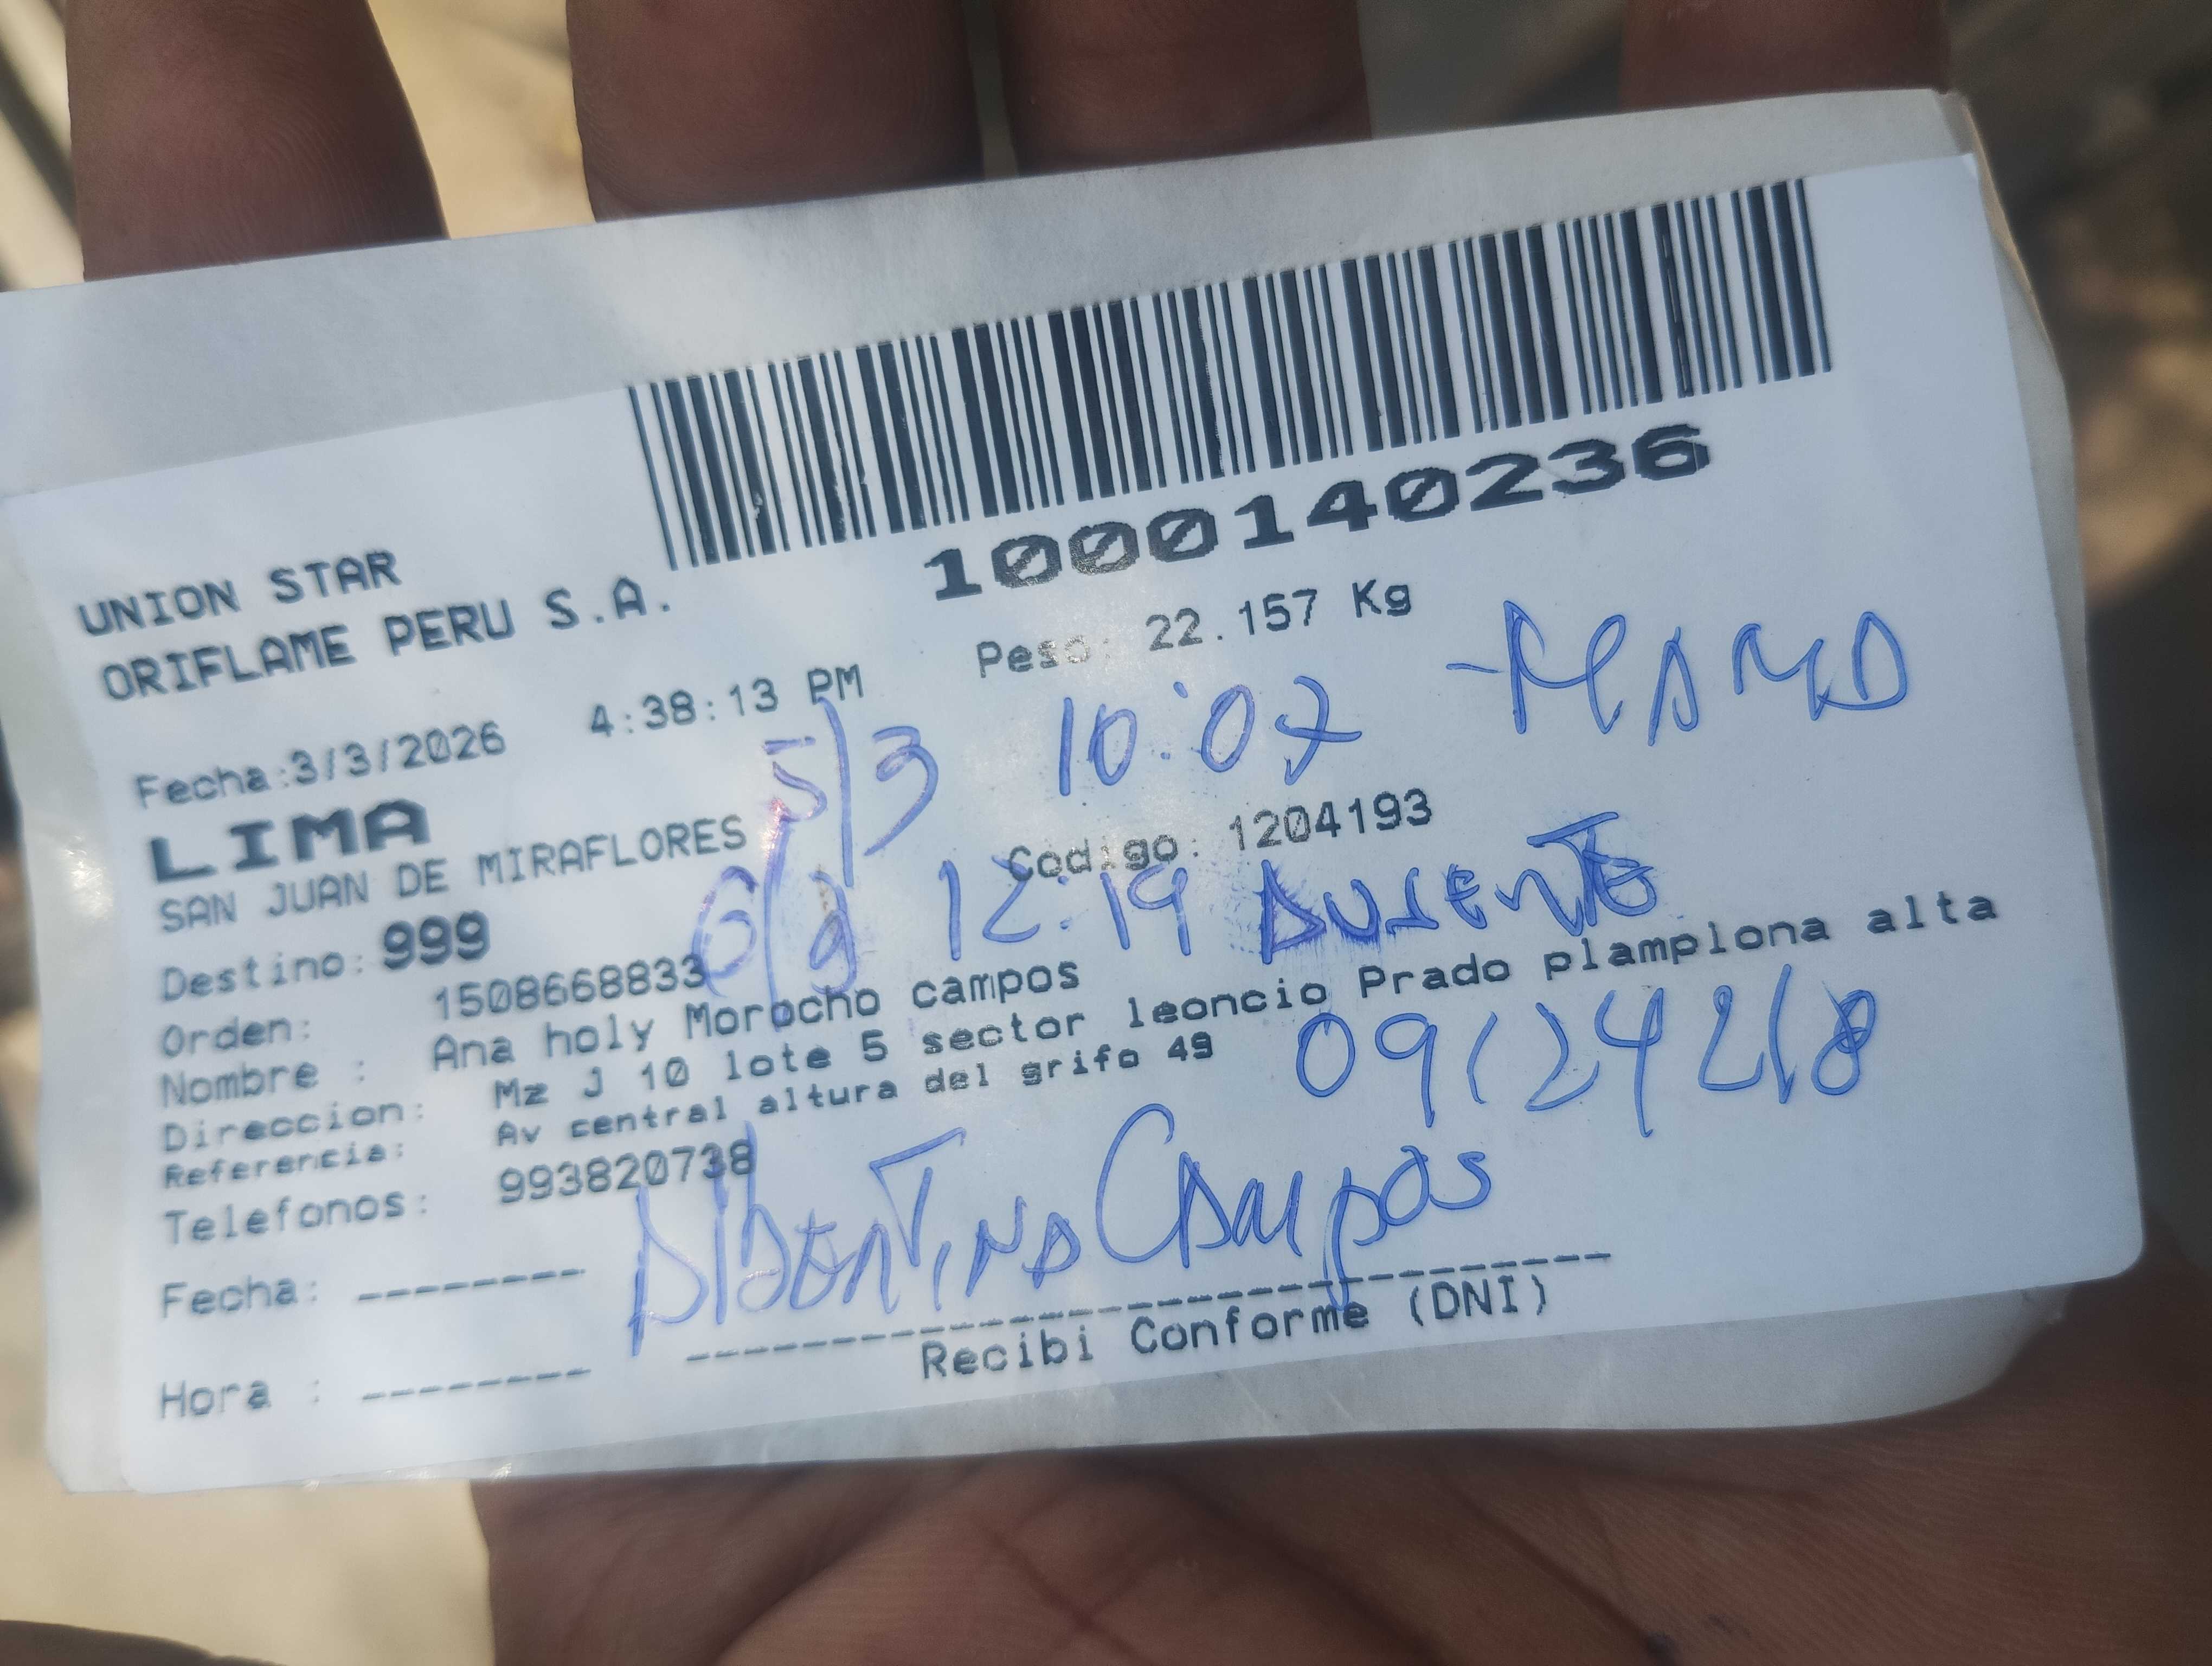 1000140236
UNION STAR
ORIFLAME PERU S.A.
Peso: 22.157 Kg
Fecha:3/3/2026 4:38:13 PM
5/3 10:07 -MAMA
LIMA
SAN JUAN DE MIRAFLORES
Codigo: 1204193
6/3 12:19 AUSENTE
Destino: 999
Orden: 1508668833
Nombre : Ana holy Morocho campos
Direccion: Mz J 10 lote 5 sector leoncio Prado plamplona alta
Referencia: Av central altura del grifo 49
Telefonos: 993820738
AlbenTina Campos
Fecha: --------
Hora : --------
Recibi Conforme (DNI)